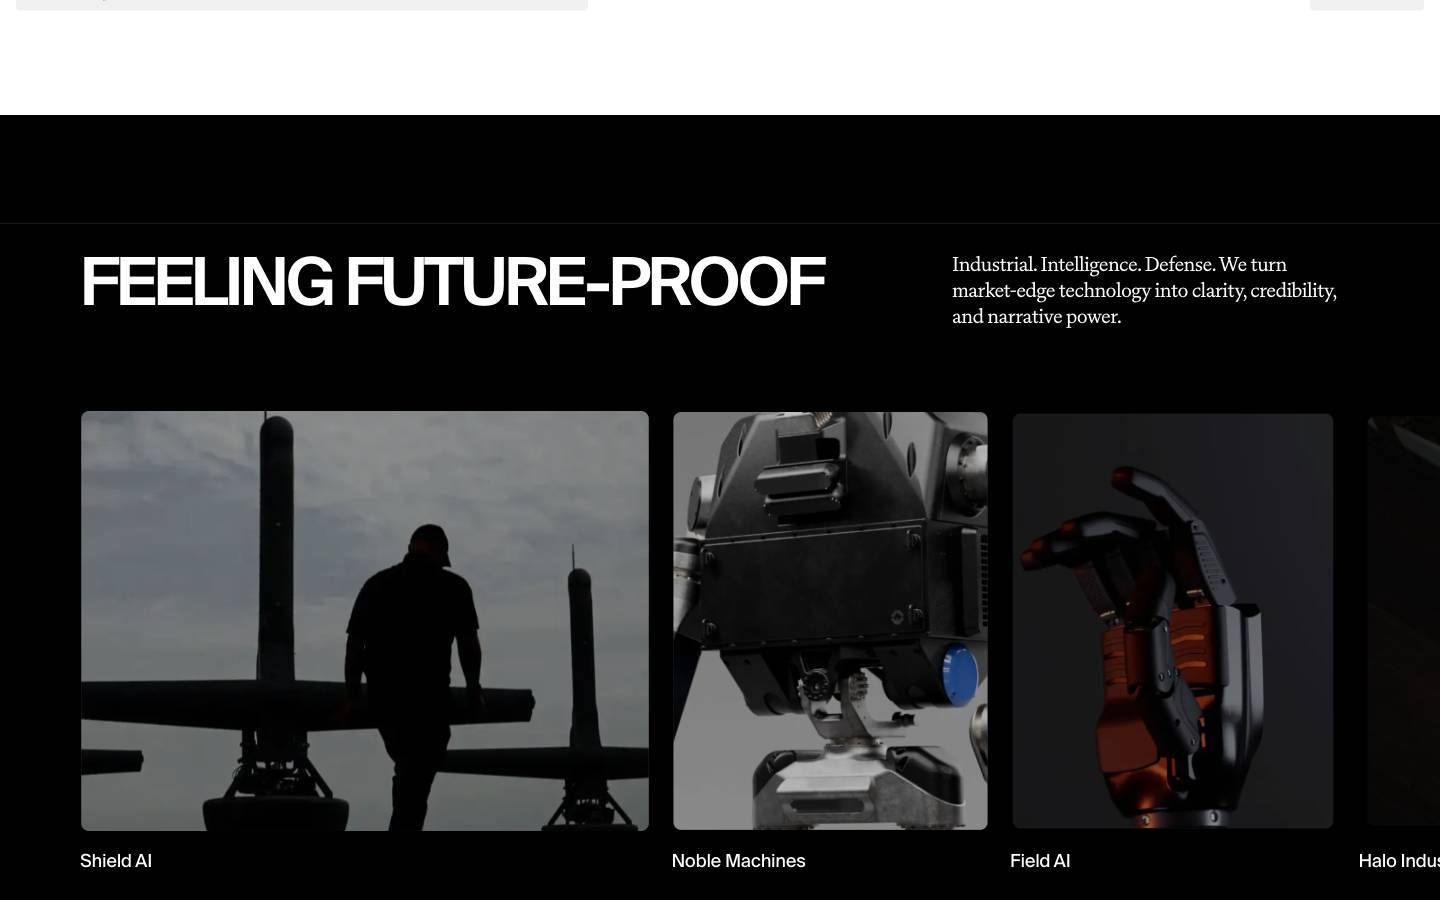 FEELING FUTURE-PROOF
Industrial. Intelligence. Defense. We turn
market-edge technology into clarity, credibility,
and narrative power.
Shield AI
Noble Machines
Field AI
Halo